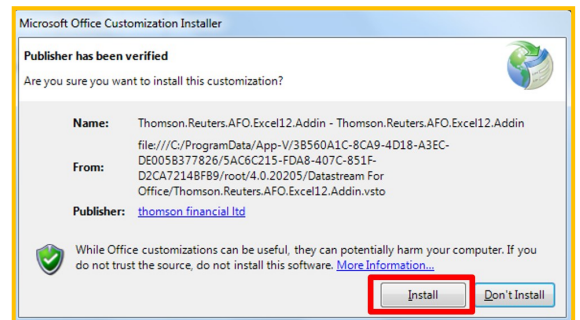 Microsoft Office Customization Installer
Publisher has been verified
Are you sure you want to install this customization?
Name: Thomson.Reuters.AFO.Excel12.Addin - Thomson.Reuters.AFO.Excel12.Addin
file:///C:/ProgramData/App-V/3B560A1C-8CA9-4D18-A3EC-
DE005B377826/5AC6C215-FDA8-407C-851F-
From: D2CA7214BFB9/root/4.0.20205/Datastream For
Office/Thomson.Reuters.AFO.Excel12.Addin.vsto
Publisher: thomson financial ltd
While Office customizations can be useful, they can potentially harm your computer. If you
do not trust the source, do not install this software. More Information...
Install Don't Install